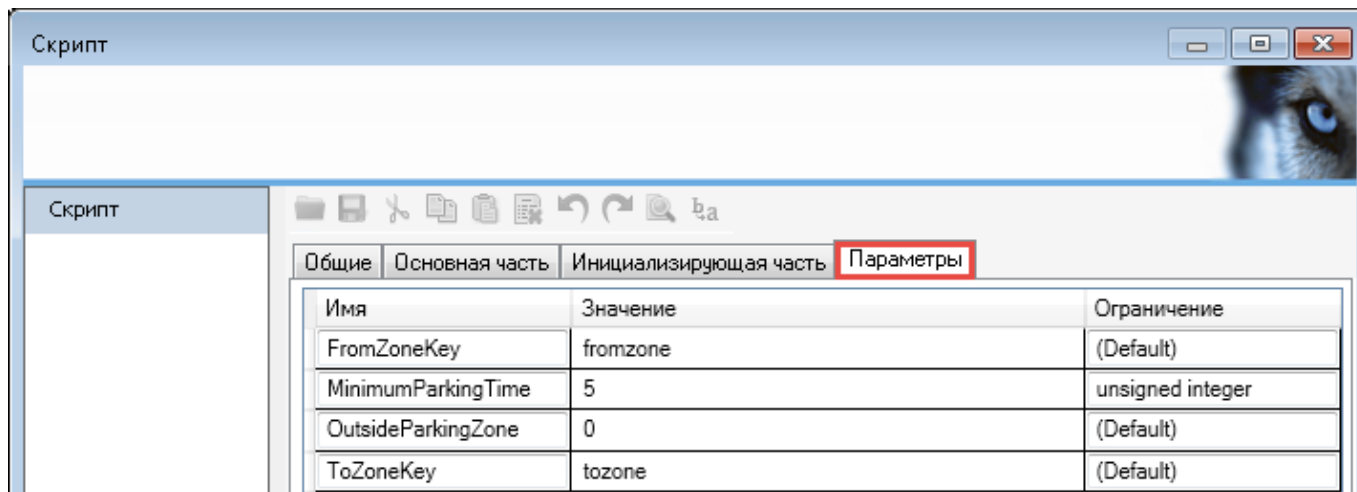 Скрипт
Скрипт
Общие Основная часть Инициализирующая часть Параметры
Имя Значение Ограничение
FromZoneKey fromzone (Default)
MinimumParkingTime 5 unsigned integer
OutsideParkingZone 0 (Default)
ToZoneKey tozone (Default)